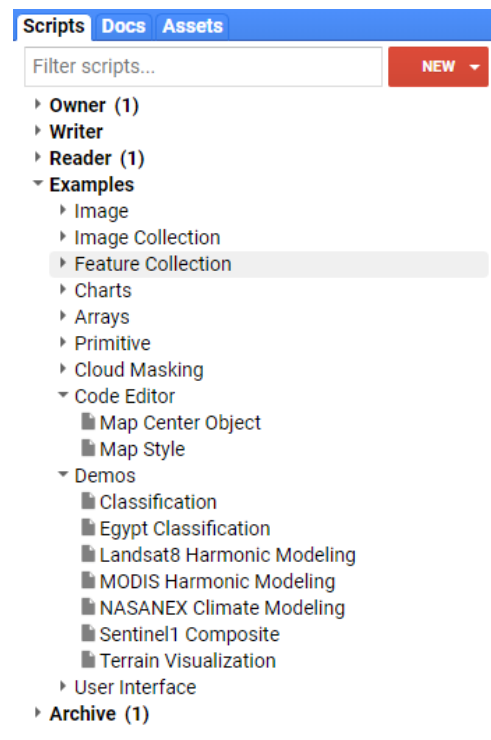 Scripts Docs Assets
Filter scripts...
NEW
Owner (1)
Writer
Reader (1)
Examples
Image
Image Collection
Feature Collection
Charts
Arrays
Primitive
Cloud Masking
Code Editor
Map Center Object
Map Style
Demos
Classification
Egypt Classification
Landsat8 Harmonic Modeling
MODIS Harmonic Modeling
NASANEX Climate Modeling
Sentinel1 Composite
Terrain Visualization
User Interface
Archive (1)